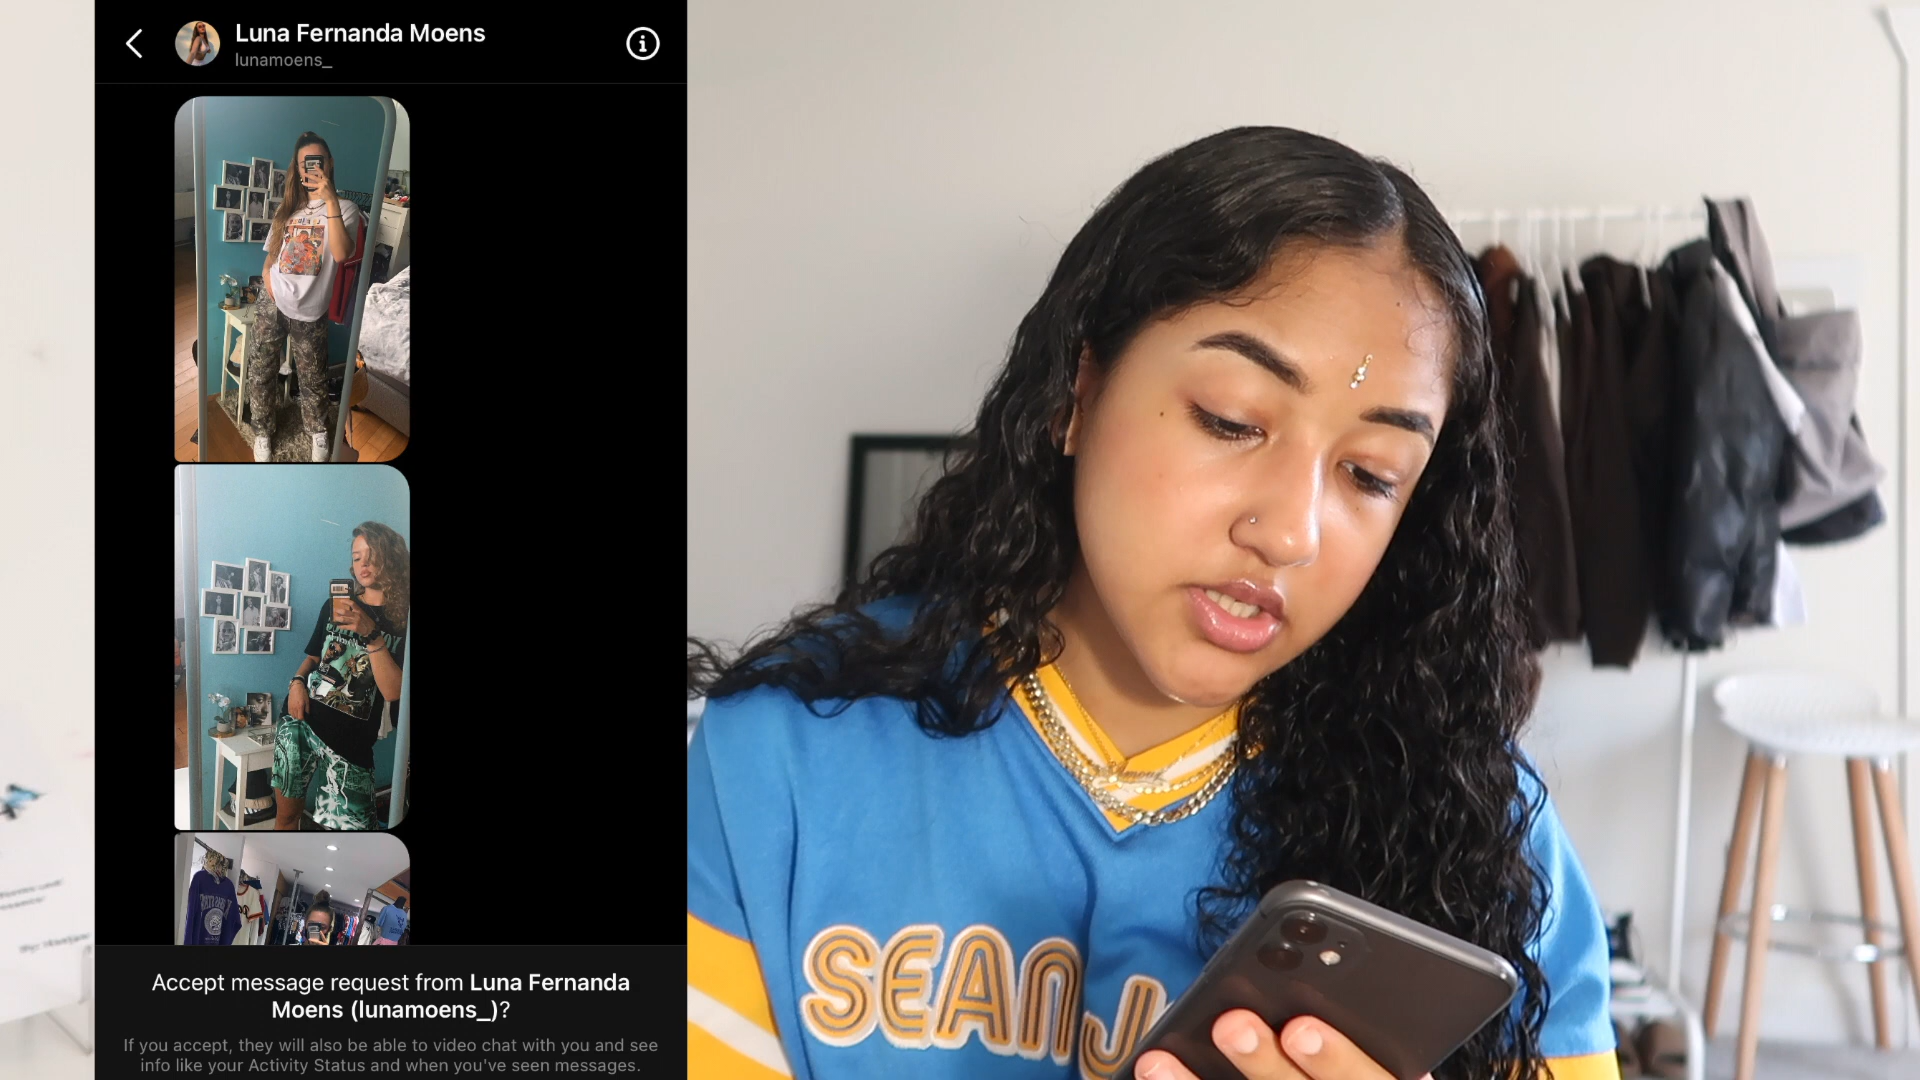 Luna Fernanda Moens
lunamoens_
Accept message request from Luna Fernanda
Moens (lunamoens_)?
If you accept, they will also be able to video chat with you and see
info like your Activity Status and when you've seen messages.
SEAN J